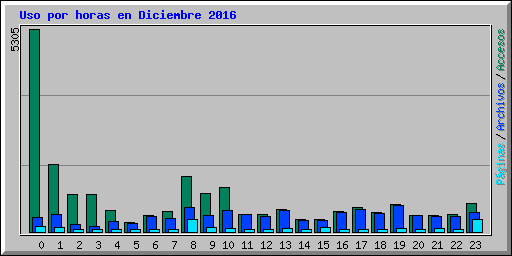 Uso por horas en Diciembre 2016
5305
Páginas / Archivos / Accesos
0 1 2 3 4 5 6 7 8 9 10 11 12 13 14 15 16 17 18 19 20 21 22 23